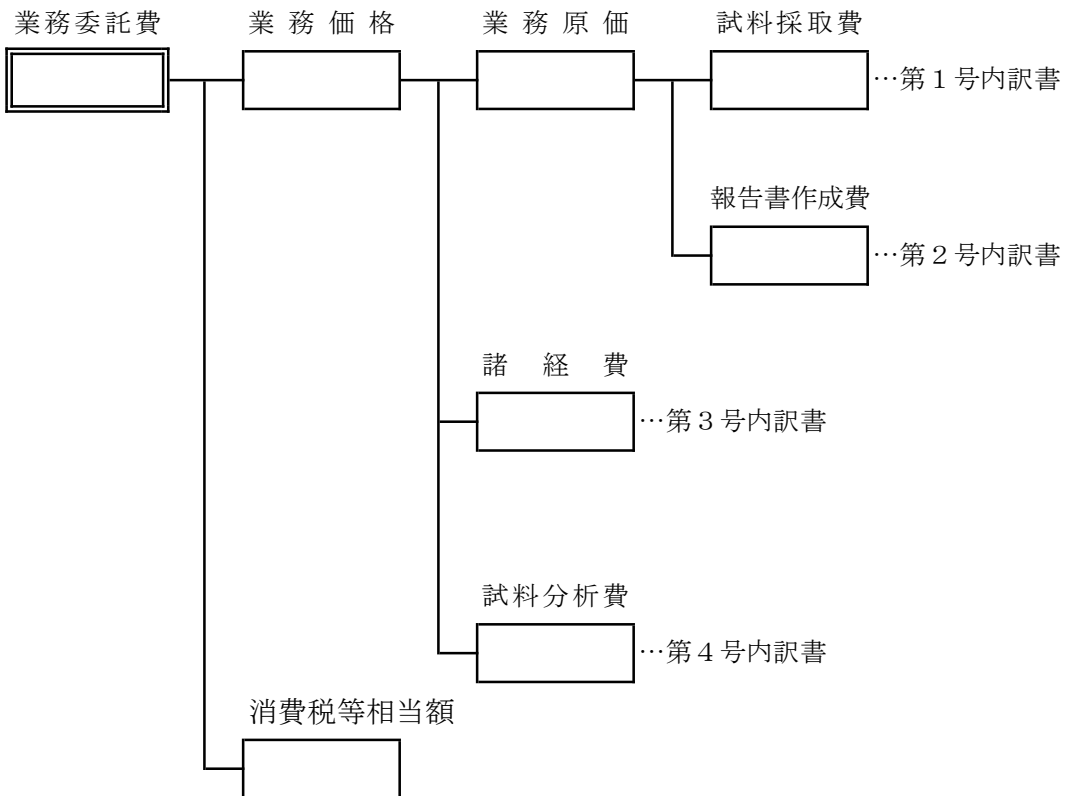 業務委託費 業務価格 業務原価 試料採取費
…第１号内訳書
報告書作成費
…第２号内訳書
諸経費
…第３号内訳書
試料分析費
…第４号内訳書
消費税等相当額